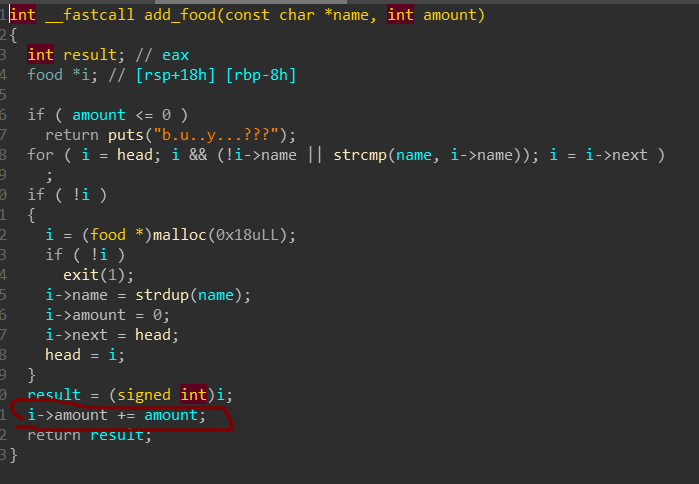 1 int __fastcall add_food(const char *name, int amount)
2 {
3 int result; // eax
4 food *i; // [rsp+18h] [rbp-8h]
5
6 if ( amount <= 0 )
7 return puts("b.u..y...???");
8 for ( i = head; i && (!i->name || strcmp(name, i->name)); i = i->next )
9 ;
0 if ( !i )
1 {
2 i = (food *)malloc(0x18uLL);
3 if ( !i )
4 exit(1);
5 i->name = strdup(name);
6 i->amount = 0;
7 i->next = head;
8 head = i;
9 }
0 result = (signed int)i;
1 i->amount += amount;
2 return result;
3 }